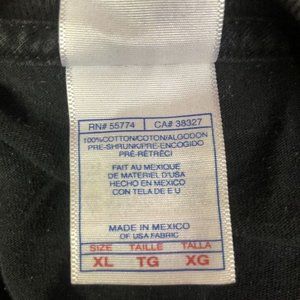 RN# 55774 CA# 38327
100%COTTON/COTON/ALGODON
PRE-SHRUNK/PRE-ENCOGIDO
PRÉ-RÉTRÉCI
FAIT AU MEXIQUE
DE MATERIEL D'USA
HECHO EN MEXICO
CON TELA DE E U
MADE IN MEXICO
OF USA FABRIC
SIZE TAILLE TALLA
XL TG XG